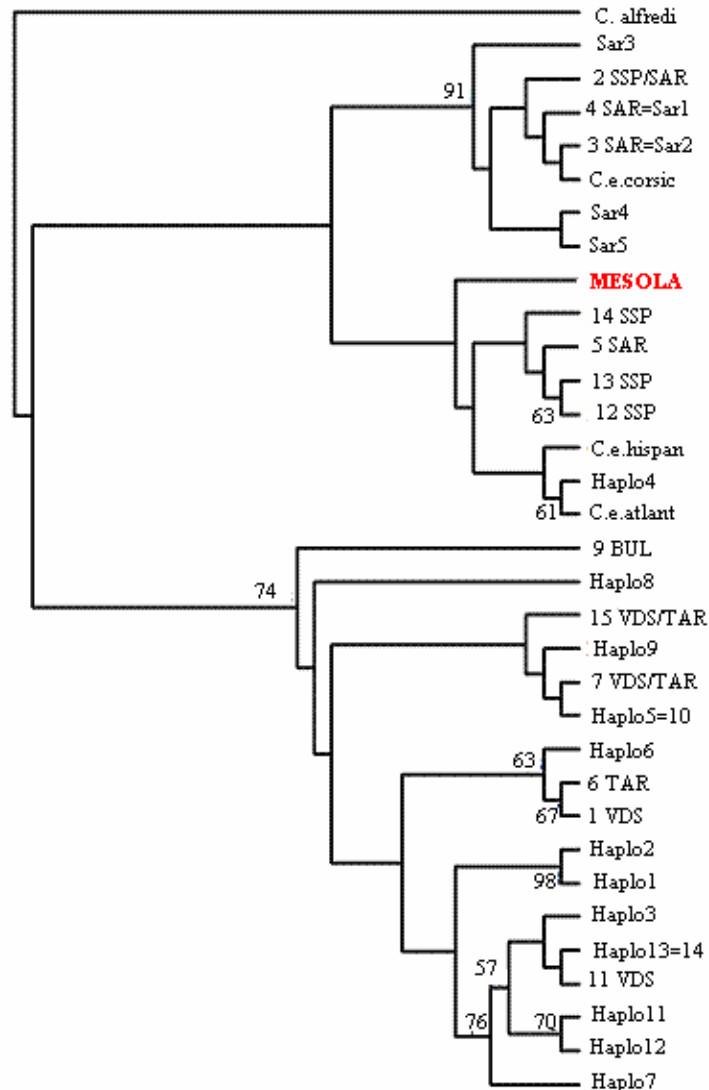 C. alfredi
Sar3
91
2 SSP/SAR
4 SAR=Sar1
3 SAR=Sar2
C.e.corsic
Sar4
Sar5
MESOLA
14 SSP
5 SAR
13 SSP
63
12 SSP
C.e.hispan
Haplo4
61
C.e.atlant
9 BUL
74
Haplo8
15 VDS/TAR
Haplo9
7 VDS/TAR
Haplo5=10
Haplo6
63
6 TAR
67
1 VDS
Haplo2
98
Haplo1
Haplo3
Haplo13=14
57
11 VDS
Haplo11
76
70
Haplo12
Haplo7